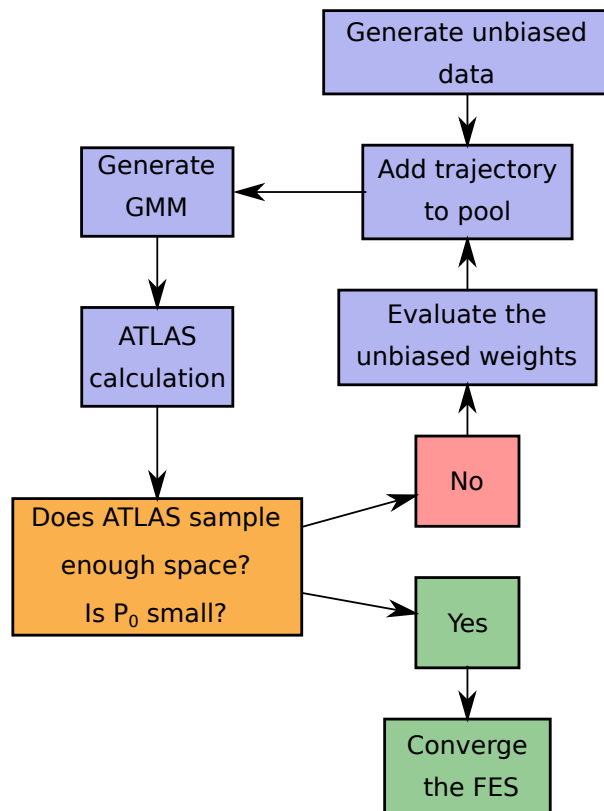 Generate unbiased
data
Add trajectory
to pool
Generate
GMM
ATLAS
calculation
Evaluate the
unbiased weights
Does ATLAS sample
enough space?
Is P₀ small?
No
Yes
Converge
the FES